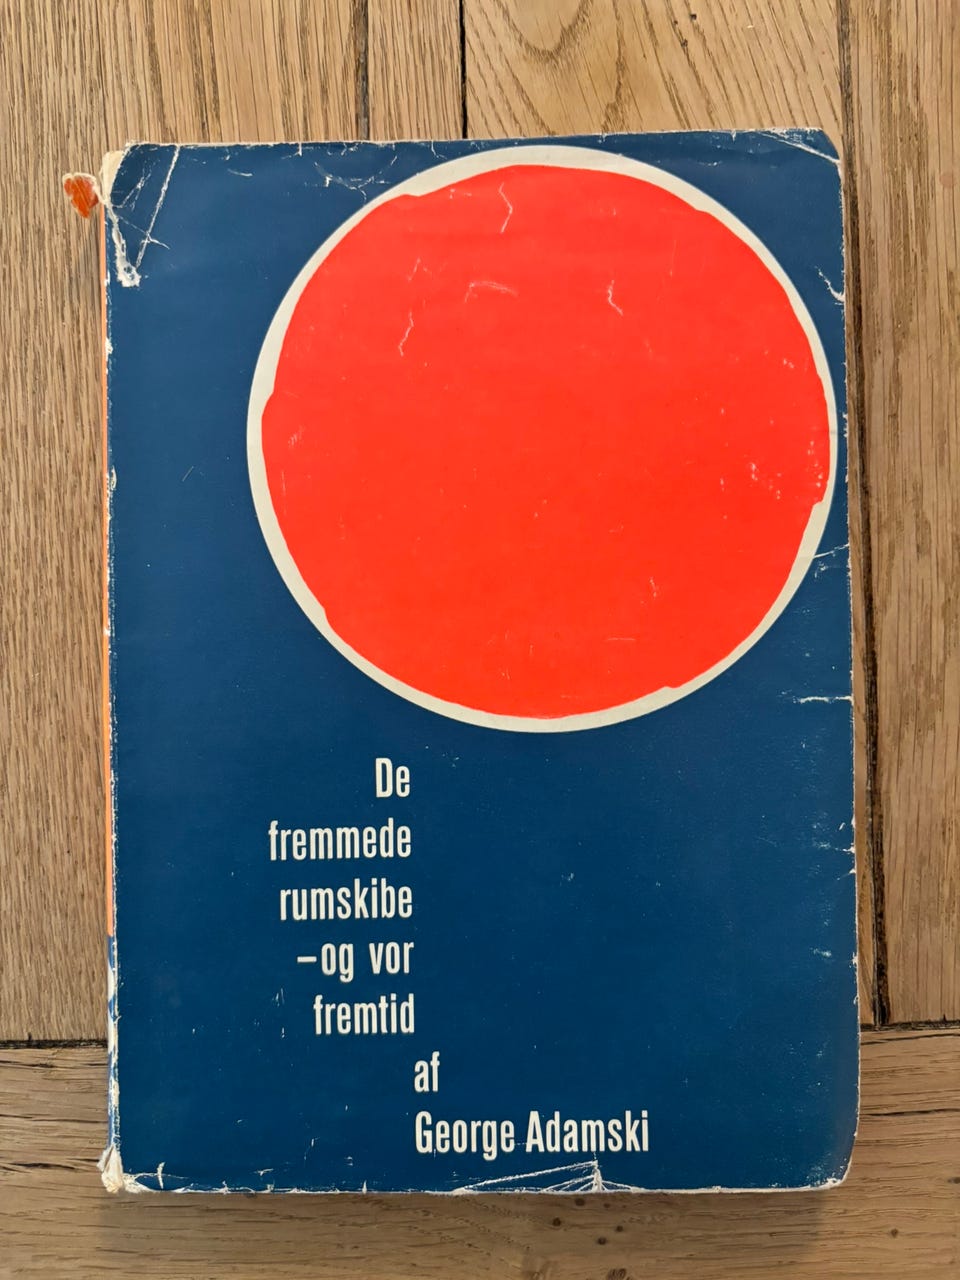 De
fremmede
rumskibe
–og vor
fremtid
af
George Adamski